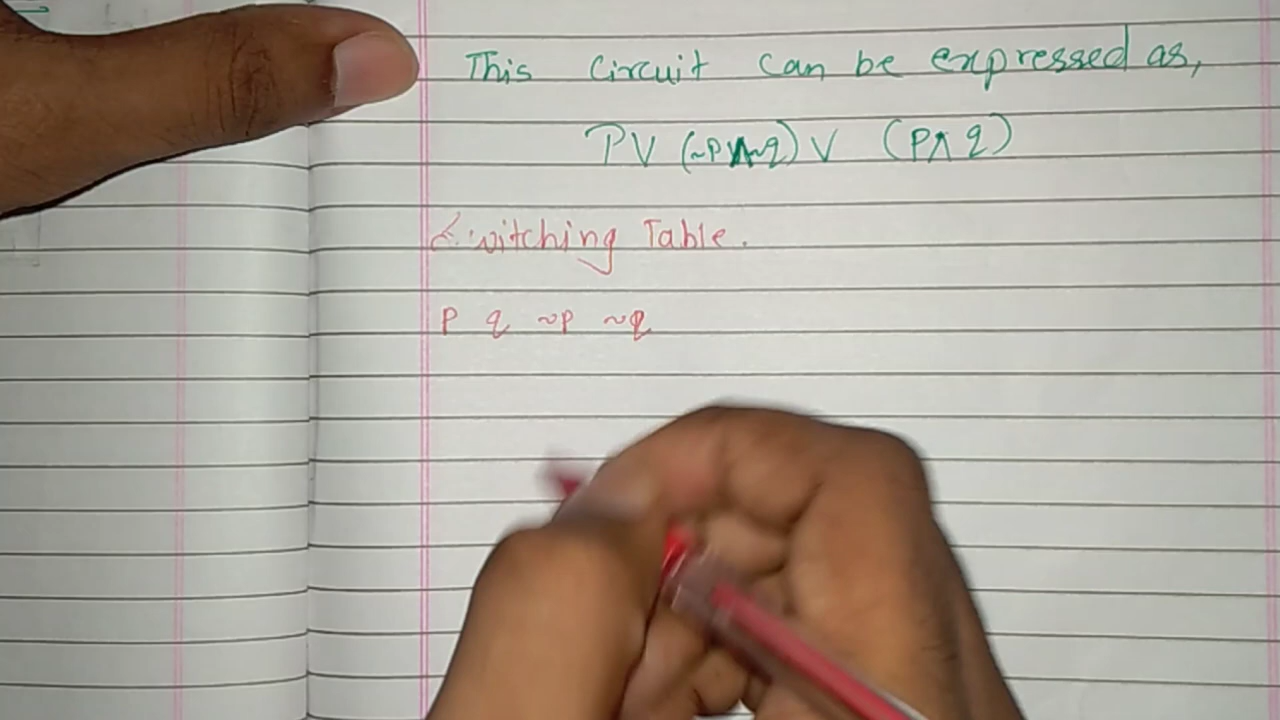 This Circuit can be expressed as,
P∨ (~P∧~q) ∨ (P∧q)
Switching Table.
P q ~P ~q